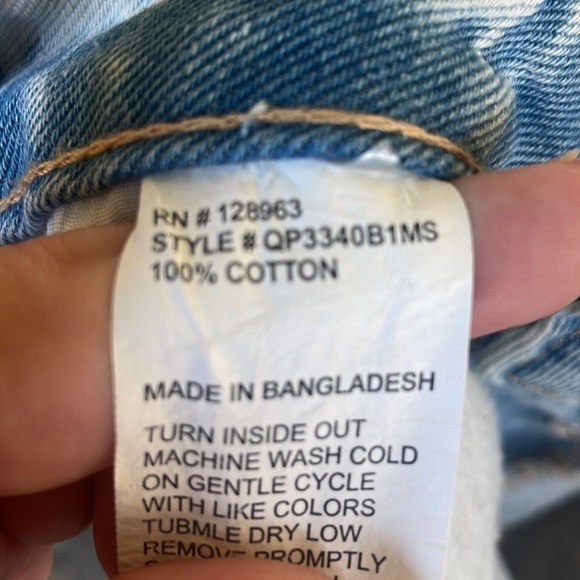 RN # 128963
STYLE # QP3340B1MS
100% COTTON
MADE IN BANGLADESH
TURN INSIDE OUT
MACHINE WASH COLD
ON GENTLE CYCLE
WITH LIKE COLORS
TUBMLE DRY LOW
REMOVE PROMPTLY